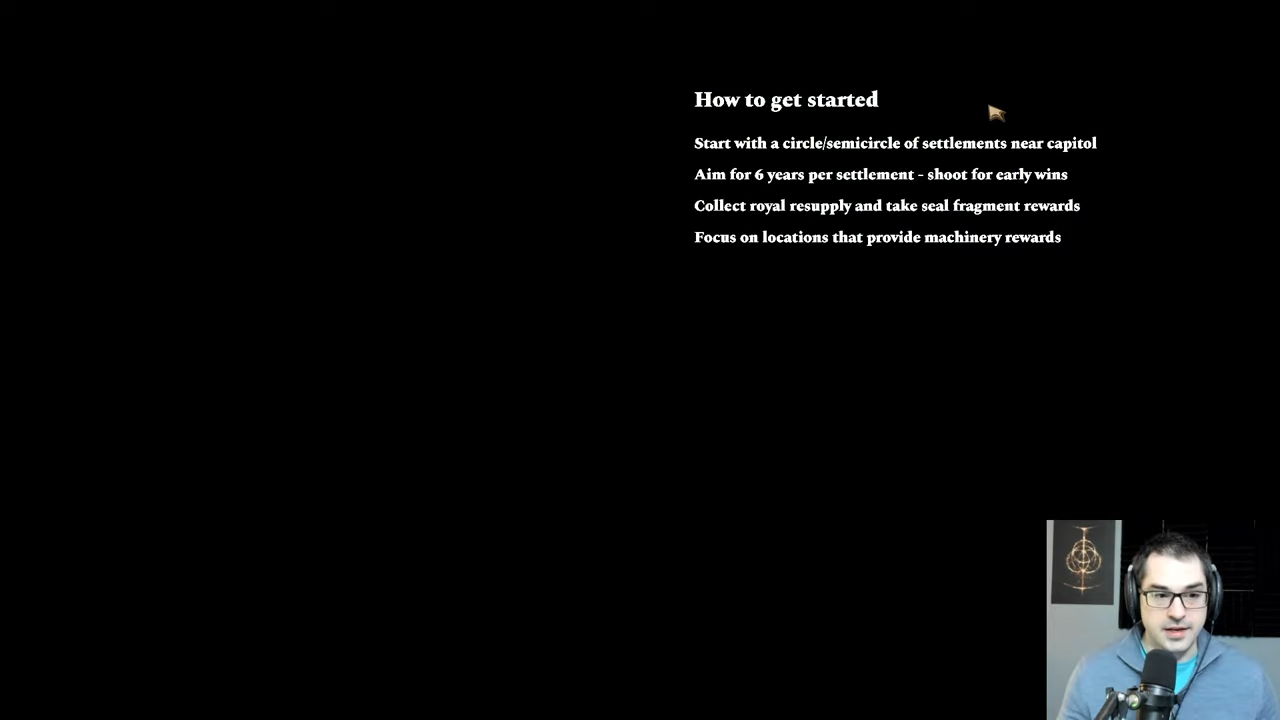 How to get started
Start with a circle/semicircle of settlements near capitol
Aim for 6 years per settlement - shoot for early wins
Collect royal resupply and take seal fragment rewards
Focus on locations that provide machinery rewards